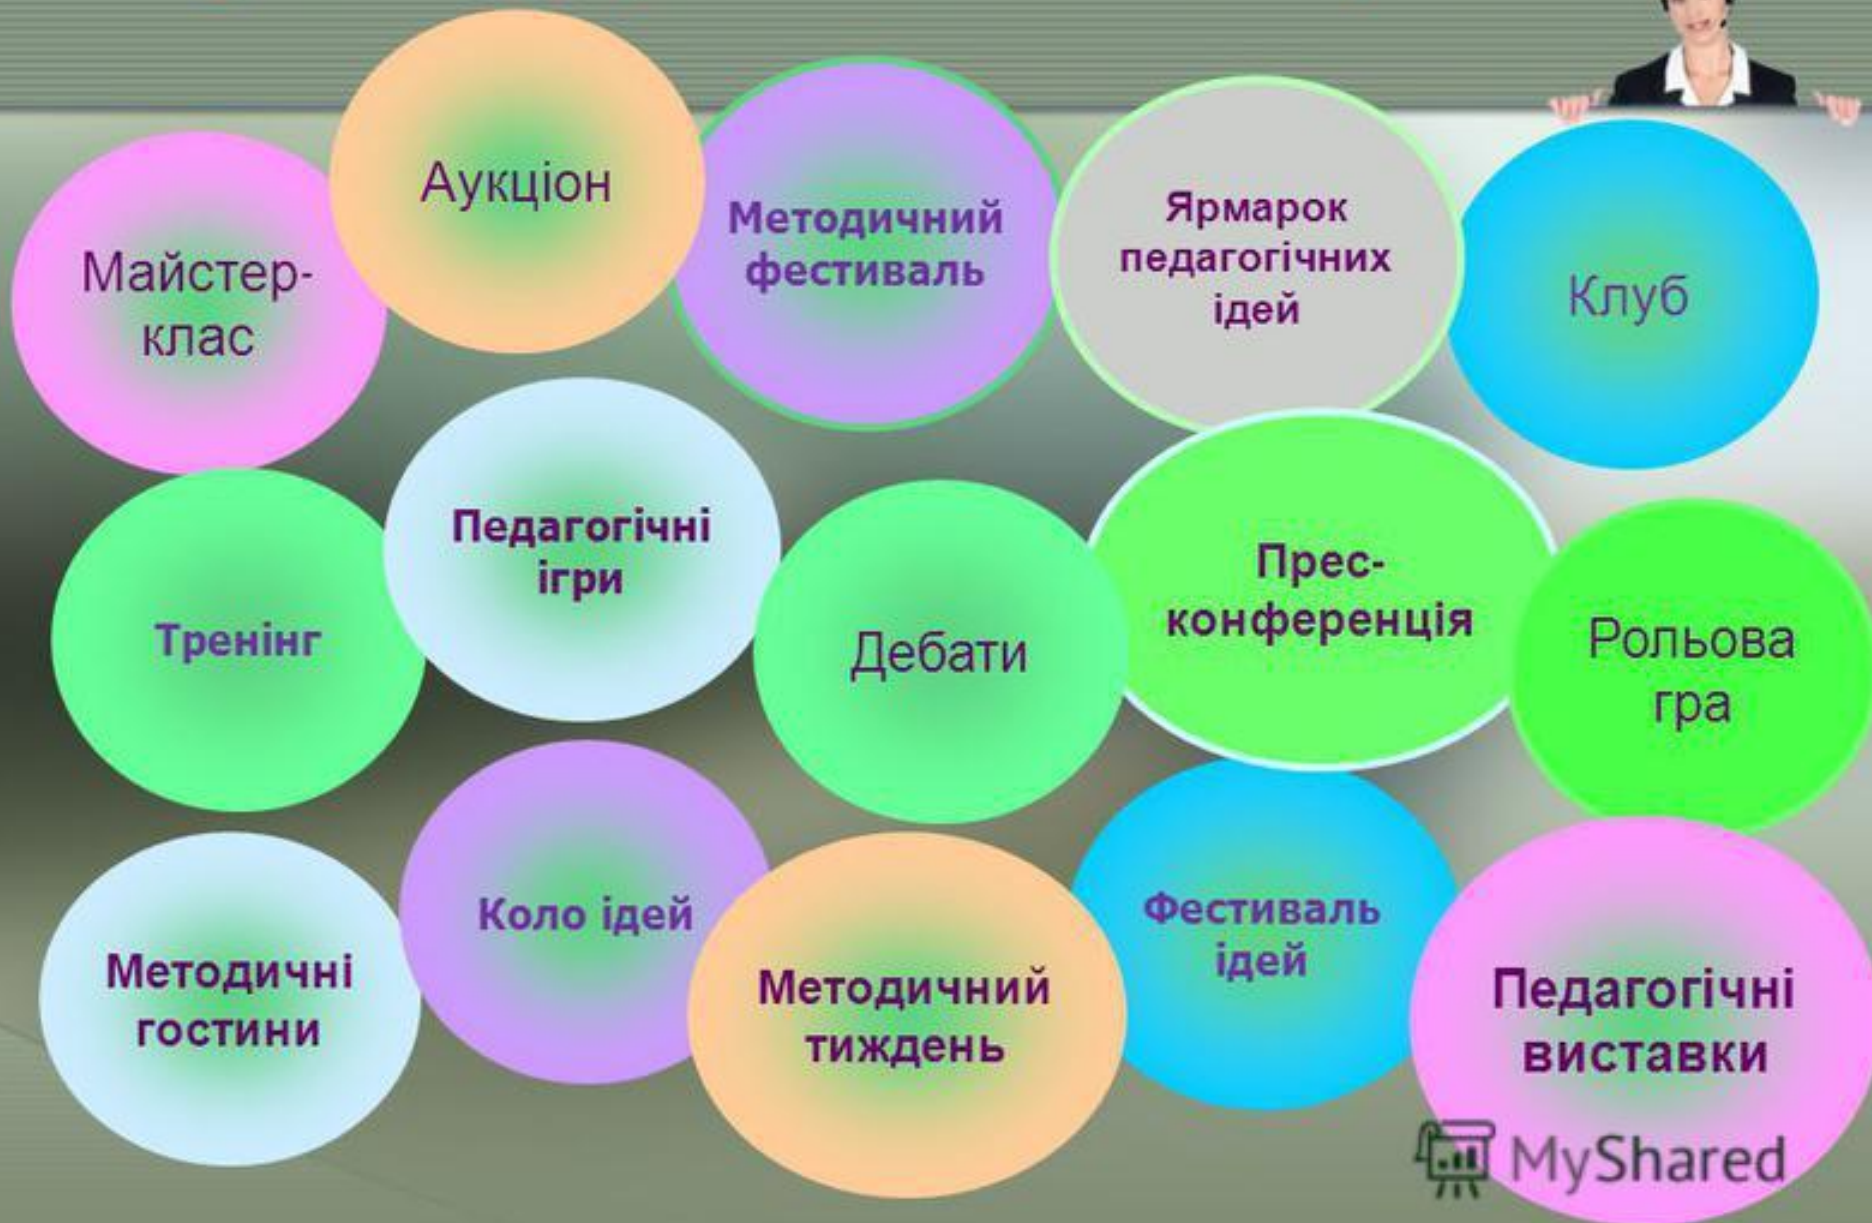 Майстер-
клас
Аукціон
Методичний
фестиваль
Ярмарок
педагогічних
ідей
Клуб
Тренінг
Педагогічні
ігри
Дебати
Прес-
конференція
Рольова
гра
Методичні
гостини
Коло ідей
Методичний
тиждень
Фестиваль
ідей
Педагогічні
виставки
MyShared